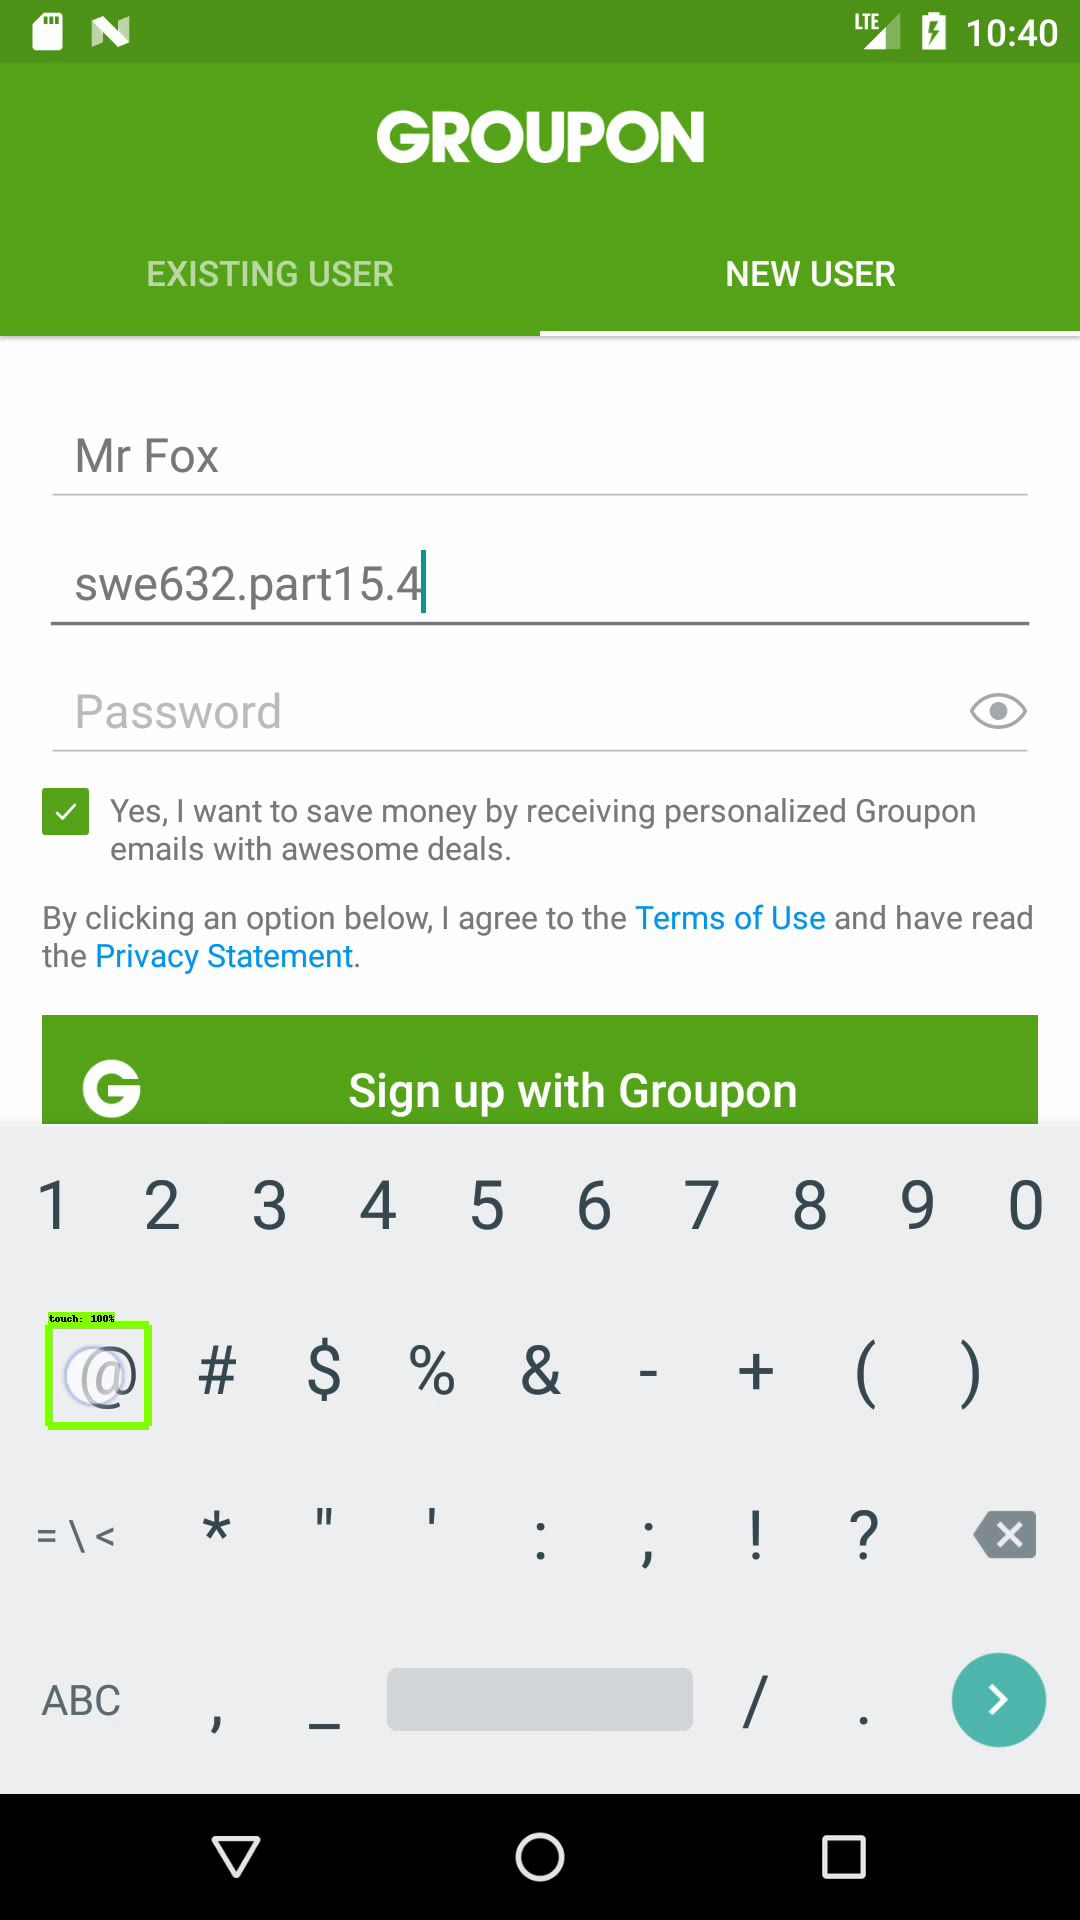 LTE 10:40
GROUPON
EXISTING USER NEW USER
Mr Fox
swe632.part15.4
Password
Yes, I want to save money by receiving personalized Groupon
emails with awesome deals.
By clicking an option below, I agree to the Terms of Use and have read
the Privacy Statement.
G Sign up with Groupon
1 2 3 4 5 6 7 8 9 0
touch: 100%
@ # $ % & - + ( )
= \ < * " ' : ; ! ?
ABC , _ / .